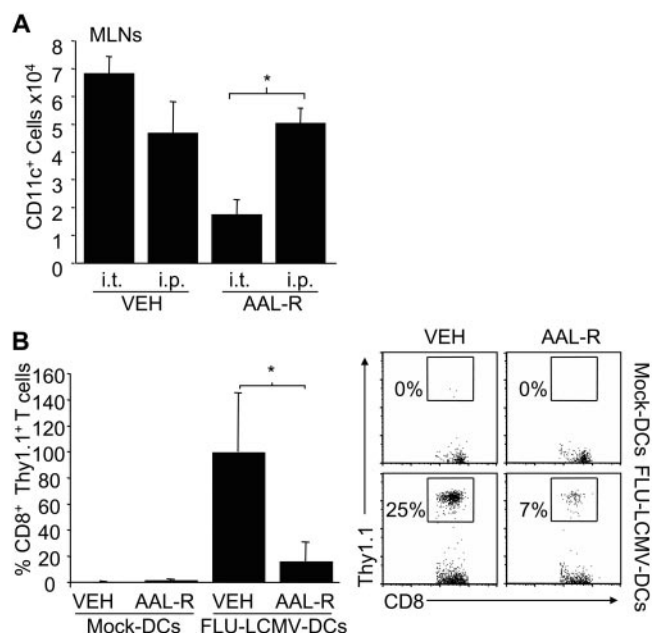 A
MLNs
CD11c⁺ Cells x10⁴
8
7
6
5
4
3
2
1
0
*
i.t. i.p. i.t. i.p.
VEH AAL-R
B
% CD8⁺ Thy1.1⁺ T cells
160
140
120
100
80
60
40
20
0
*
VEH AAL-R VEH AAL-R
Mock-DCs FLU-LCMV-DCs
VEH AAL-R
0% 0%
Mock-DCs
25% 7%
FLU-LCMV-DCs
Thy1.1
CD8